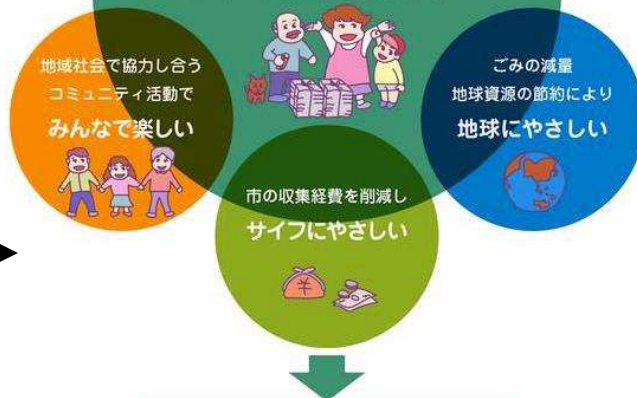 地域社会で協力し合う
コミュニティ活動で
みんなで楽しい
ごみの減量
地球資源の節約により
地球にやさしい
市の収集経費を削減し
サイフにやさしい